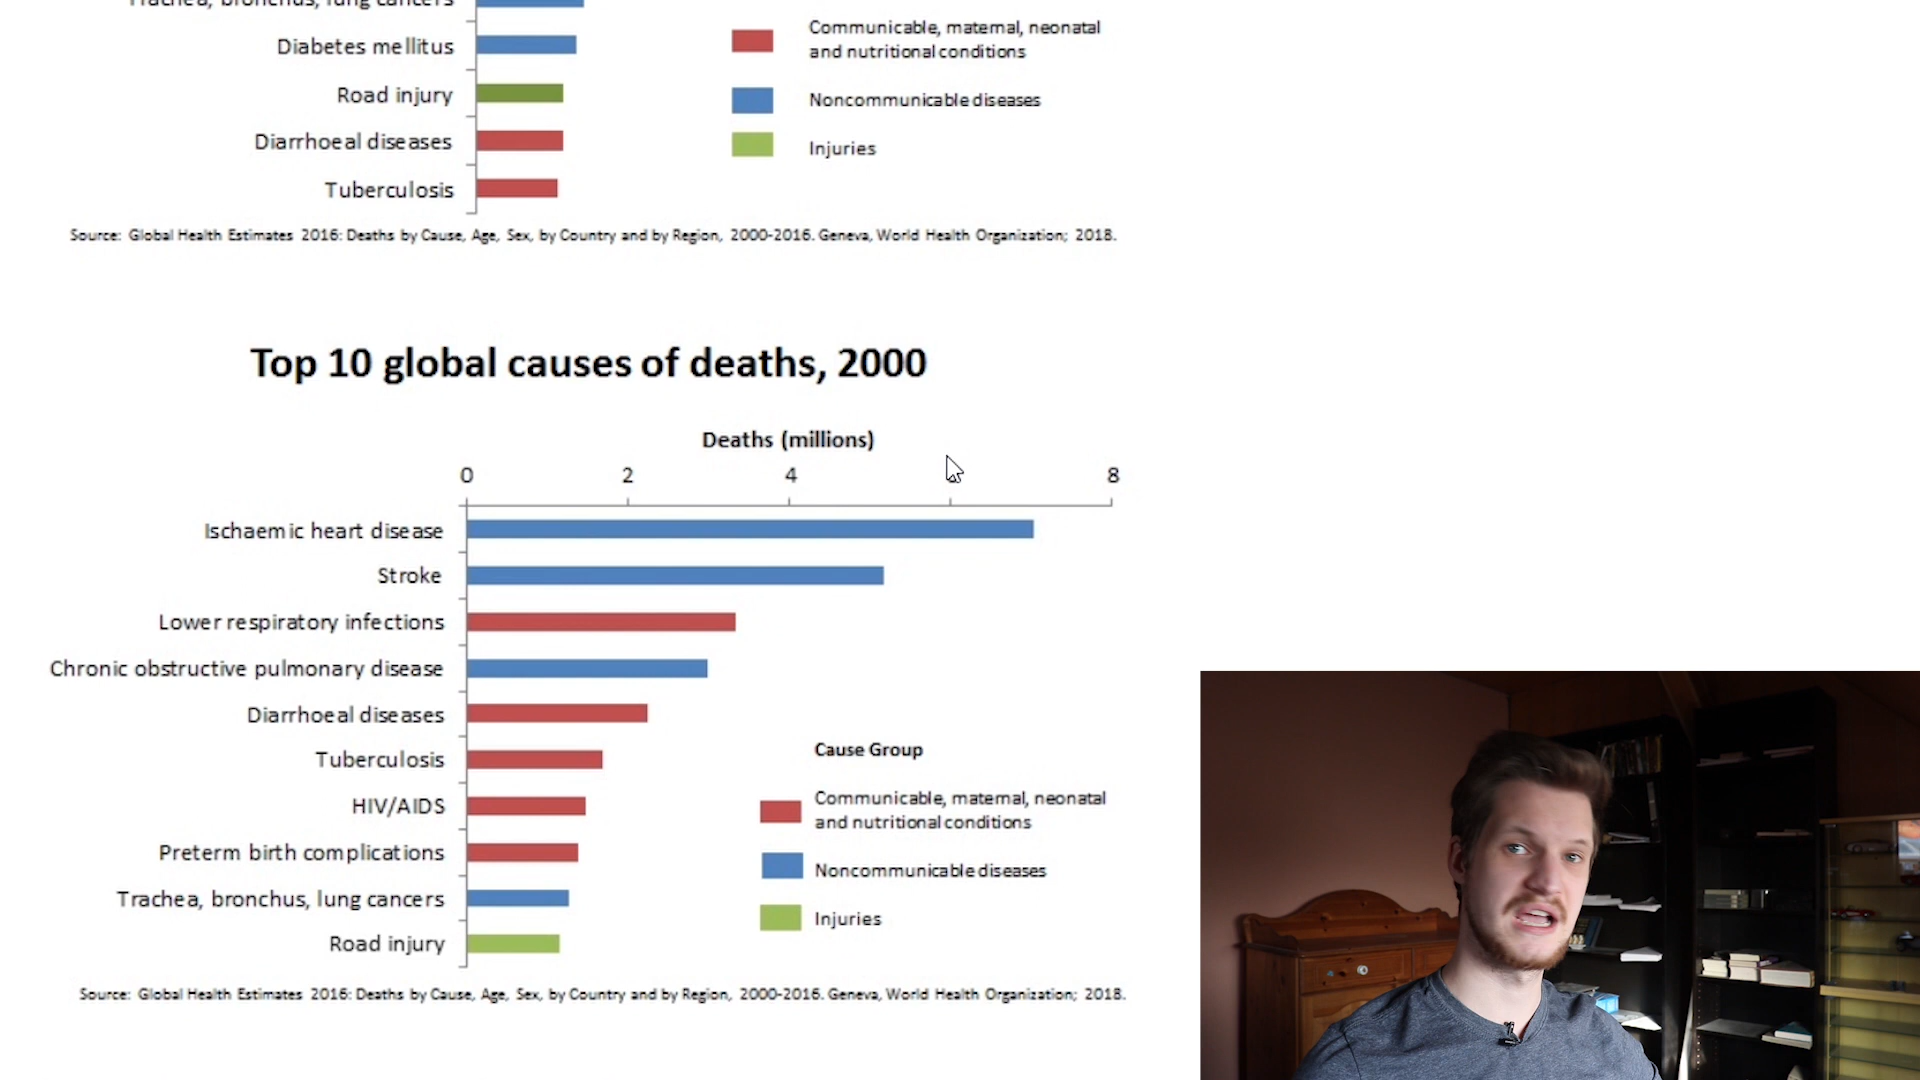 Trachea, bronchus, lung cancers
Diabetes mellitus
Road injury
Diarrhoeal diseases
Tuberculosis
Communicable, maternal, neonatal
and nutritional conditions
Noncommunicable diseases
Injuries
Source: Global Health Estimates 2016: Deaths by Cause, Age, Sex, by Country and by Region, 2000-2016. Geneva, World Health Organization; 2018.
Top 10 global causes of deaths, 2000
Deaths (millions)
0 2 4 8
Ischaemic heart disease
Stroke
Lower respiratory infections
Chronic obstructive pulmonary disease
Diarrhoeal diseases
Tuberculosis
HIV/AIDS
Preterm birth complications
Trachea, bronchus, lung cancers
Road injury
Cause Group
Communicable, maternal, neonatal
and nutritional conditions
Noncommunicable diseases
Injuries
Source: Global Health Estimates 2016: Deaths by Cause, Age, Sex, by Country and by Region, 2000-2016. Geneva, World Health Organization; 2018.